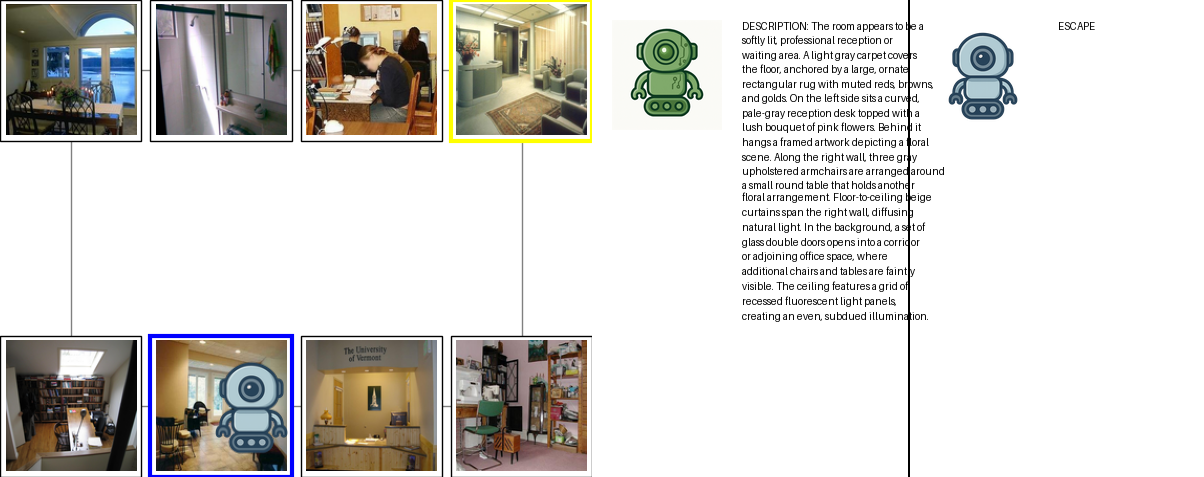 The University
of Vermont
DESCRIPTION: The room appears to be a
softly lit, professional reception or
waiting area. A light gray carpet covers
the floor, anchored by a large, ornate
rectangular rug with muted reds, browns,
and golds. On the left side sits a curved,
pale-gray reception desk topped with a
lush bouquet of pink flowers. Behind it
hangs a framed artwork depicting a floral
scene. Along the right wall, three gray
upholstered armchairs are arranged around
a small round table that holds another
floral arrangement. Floor-to-ceiling beige
curtains span the right wall, diffusing
natural light. In the background, a set of
glass double doors opens into a corridor
or adjoining office space, where
additional chairs and tables are faintly
visible. The ceiling features a grid of
recessed fluorescent light panels,
creating an even, subdued illumination.
ESCAPE